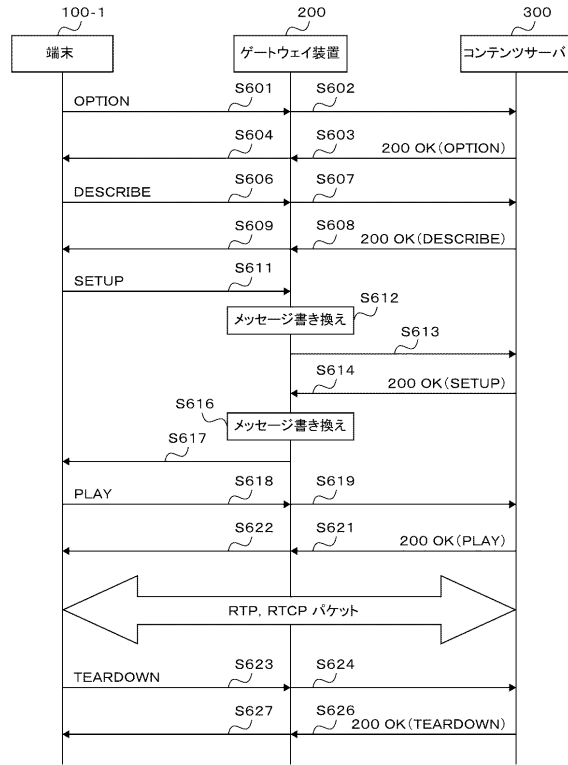 100-1 200 300
端末 ゲートウェイ装置 コンテンツサーバ
S601 S602
OPTION
S604 S603
200 OK(OPTION)
S606 S607
DESCRIBE
S609 S608
200 OK(DESCRIBE)
S611
SETUP
メッセージ書き換え S612
S613
S614
200 OK(SETUP)
S616 メッセージ書き換え
S617
S618 S619
PLAY
S622 S621
200 OK(PLAY)
RTP, RTCP パケット
S623 S624
TEARDOWN
S627 S626
200 OK(TEARDOWN)